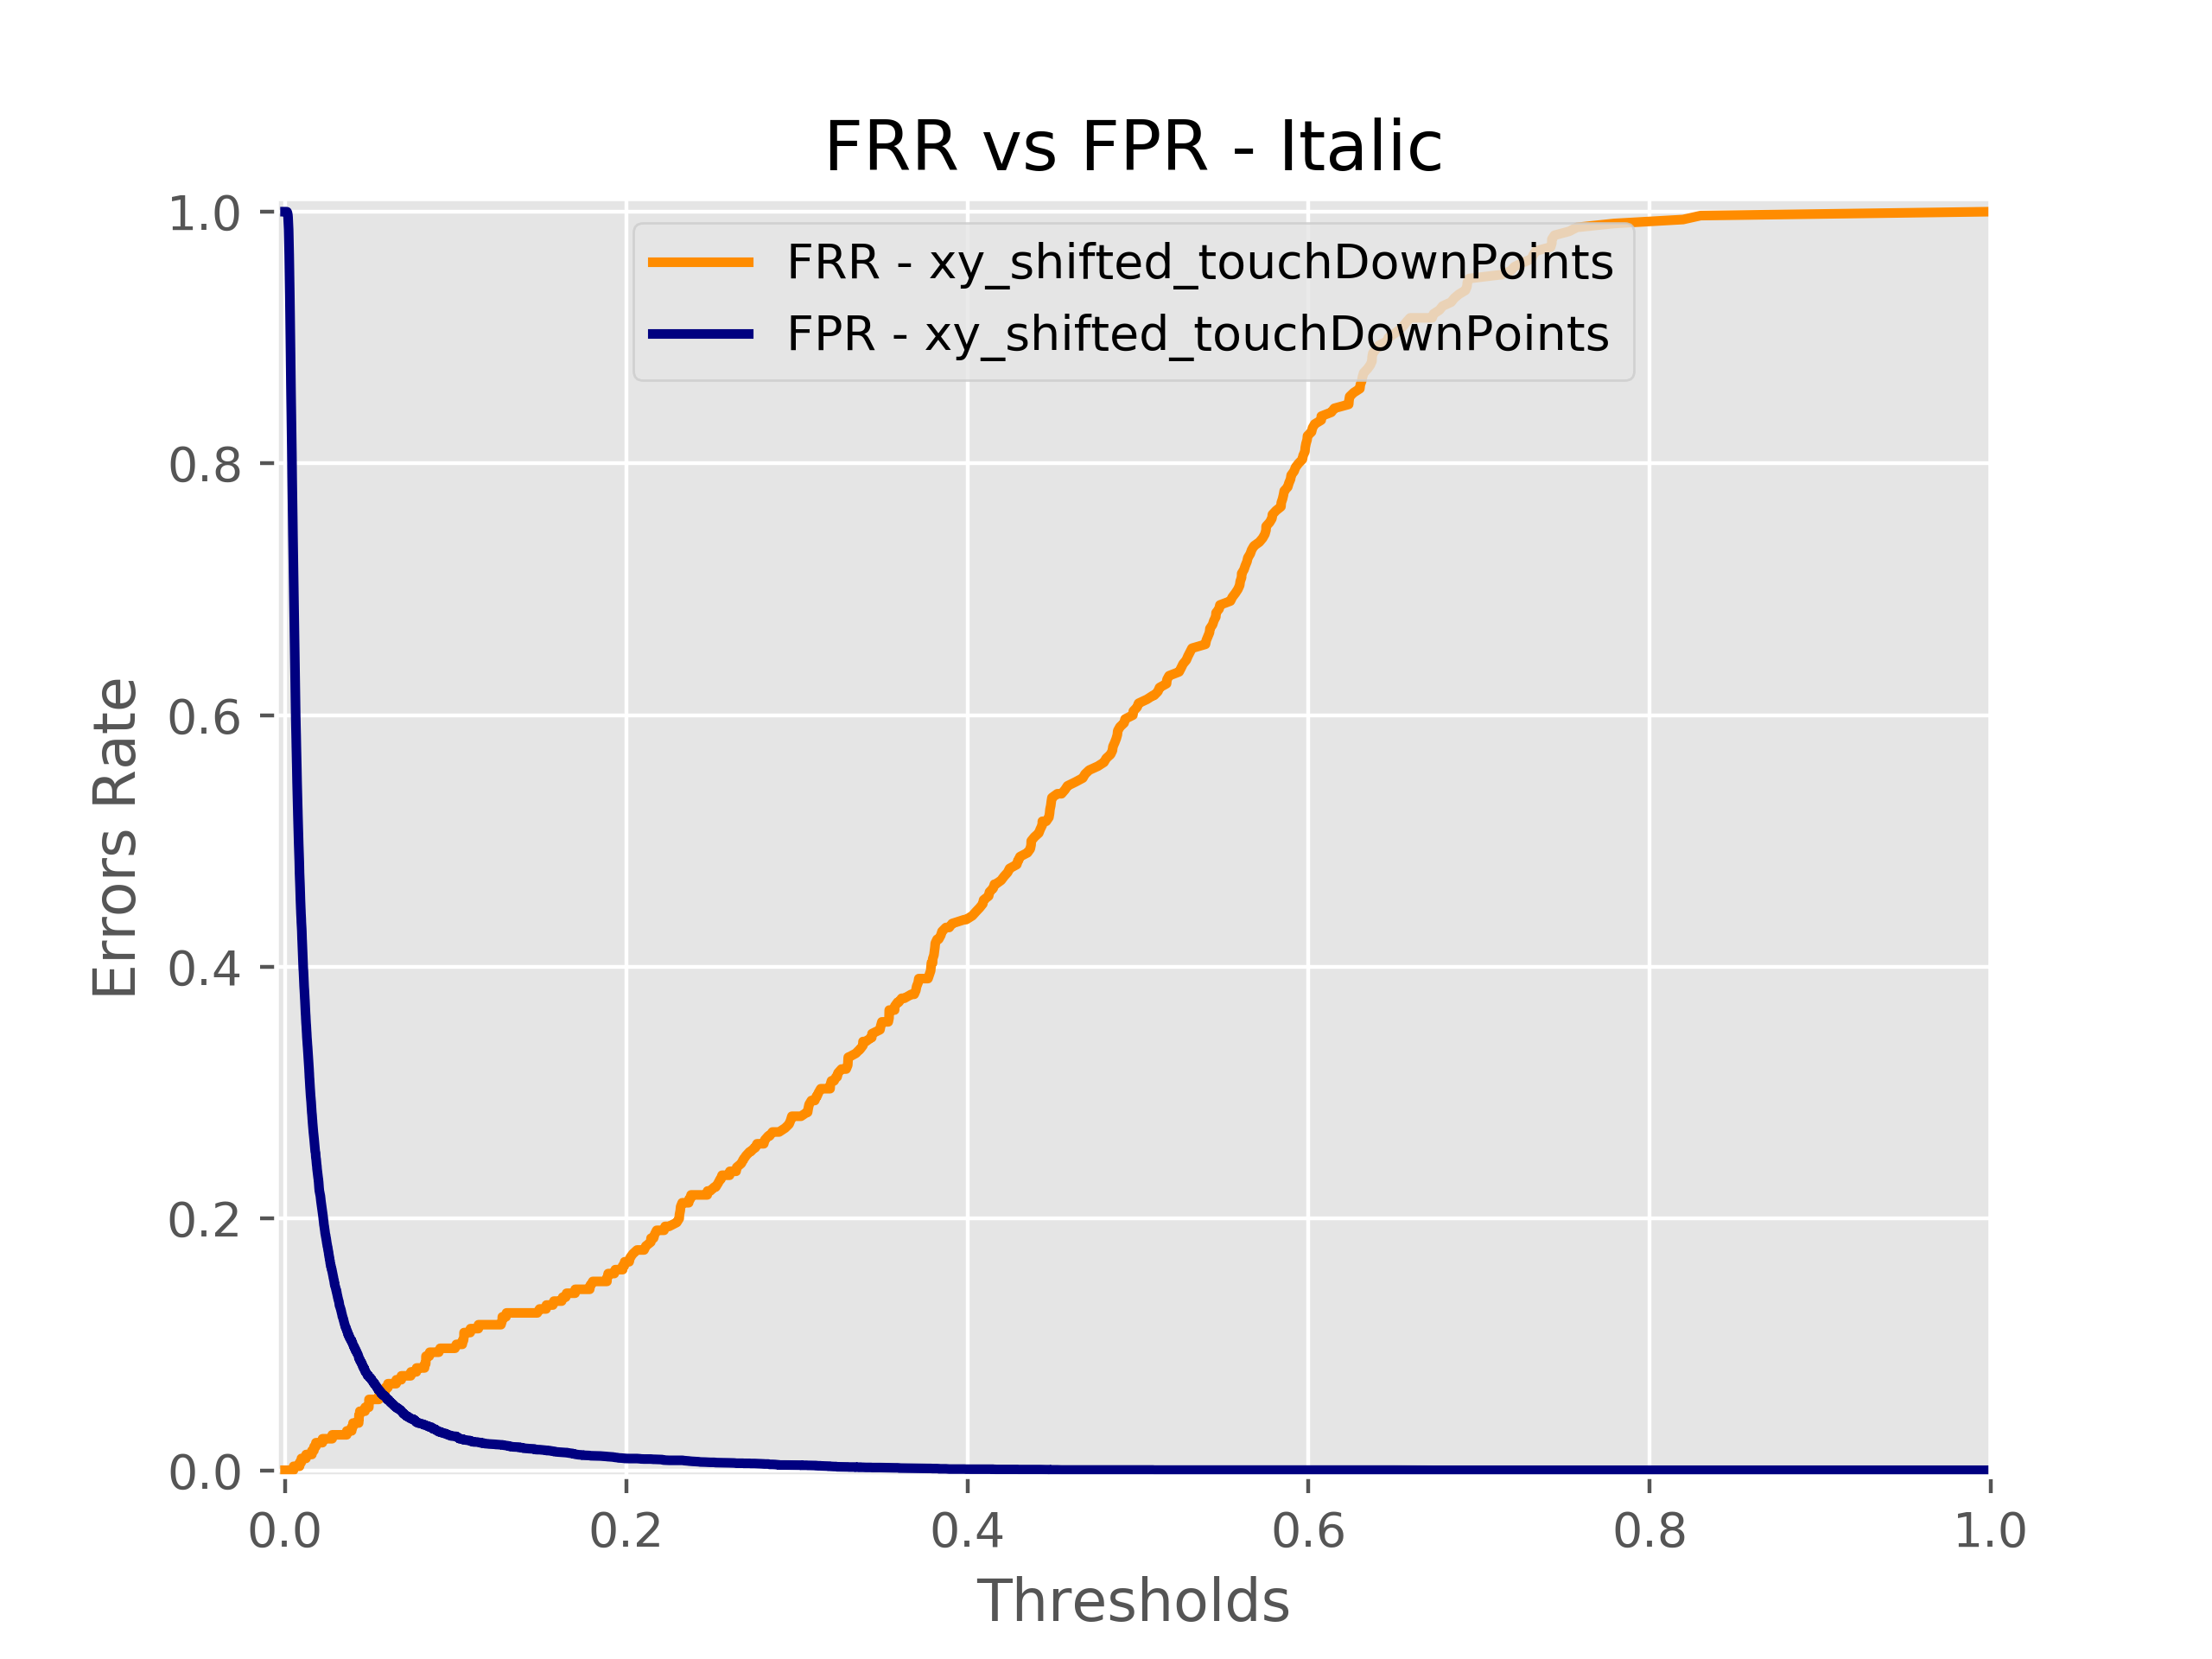 FRR vs FPR - Italic
FRR - xy_shifted_touchDownPoints
FPR - xy_shifted_touchDownPoints
Errors Rate
1.0
0.8
0.6
0.4
0.2
0.0
0.0 0.2 0.4 0.6 0.8 1.0
Thresholds